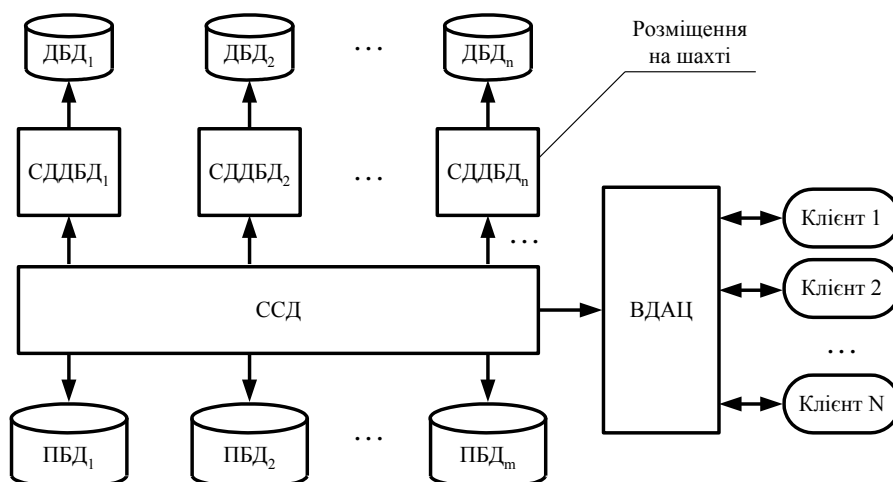 ДБД₁ ДБД₂ … ДБДₙ
Розміщення
на шахті
СДДБД₁ СДДБД₂ … СДДБДₙ
…
Клієнт 1
Клієнт 2
ССД
ВДАЦ
…
Клієнт N
ПБД₁ ПБД₂ … ПБДₘ